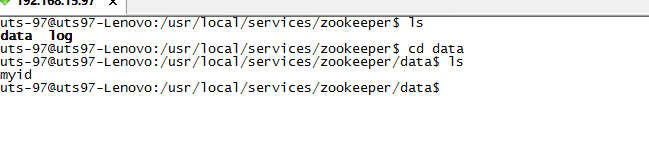 192.168.15.97 X
uts-97@uts97-Lenovo:/usr/local/services/zookeeper$ ls
data log
uts-97@uts97-Lenovo:/usr/local/services/zookeeper$ cd data
uts-97@uts97-Lenovo:/usr/local/services/zookeeper/data$ ls
myid
uts-97@uts97-Lenovo:/usr/local/services/zookeeper/data$